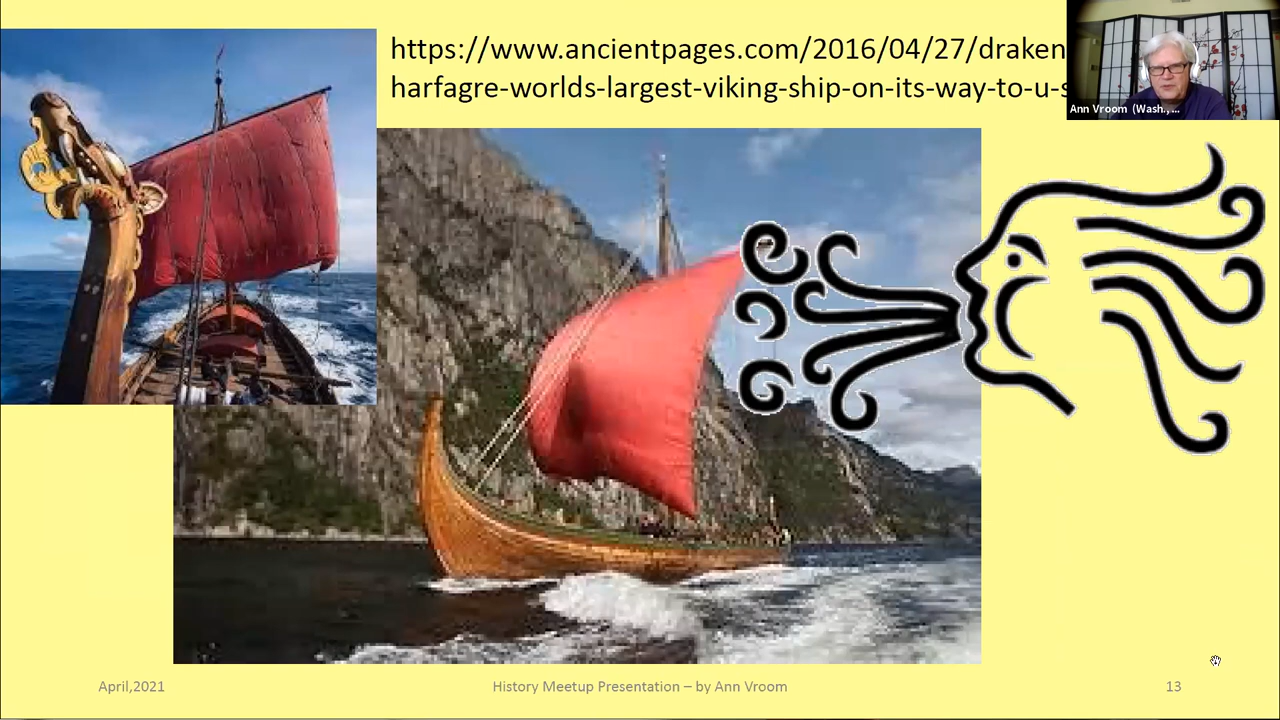 https://www.ancientpages.com/2016/04/27/draken
harfagre-worlds-largest-viking-ship-on-its-way-to-u-s
Ann Vroom (Wash., ...
April,2021
History Meetup Presentation – by Ann Vroom
13